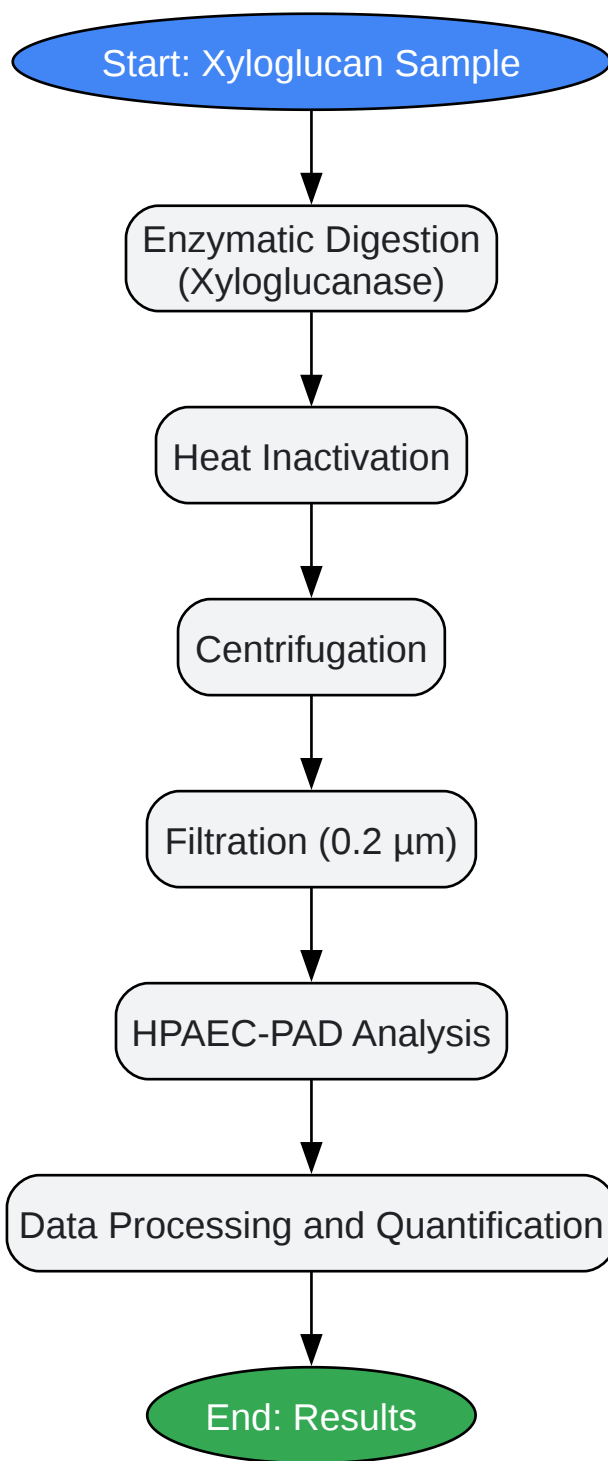 Start: Xyloglucan Sample
Enzymatic Digestion
(Xyloglucanase)
Heat Inactivation
Centrifugation
Filtration (0.2 µm)
HPAEC-PAD Analysis
Data Processing and Quantification
End: Results